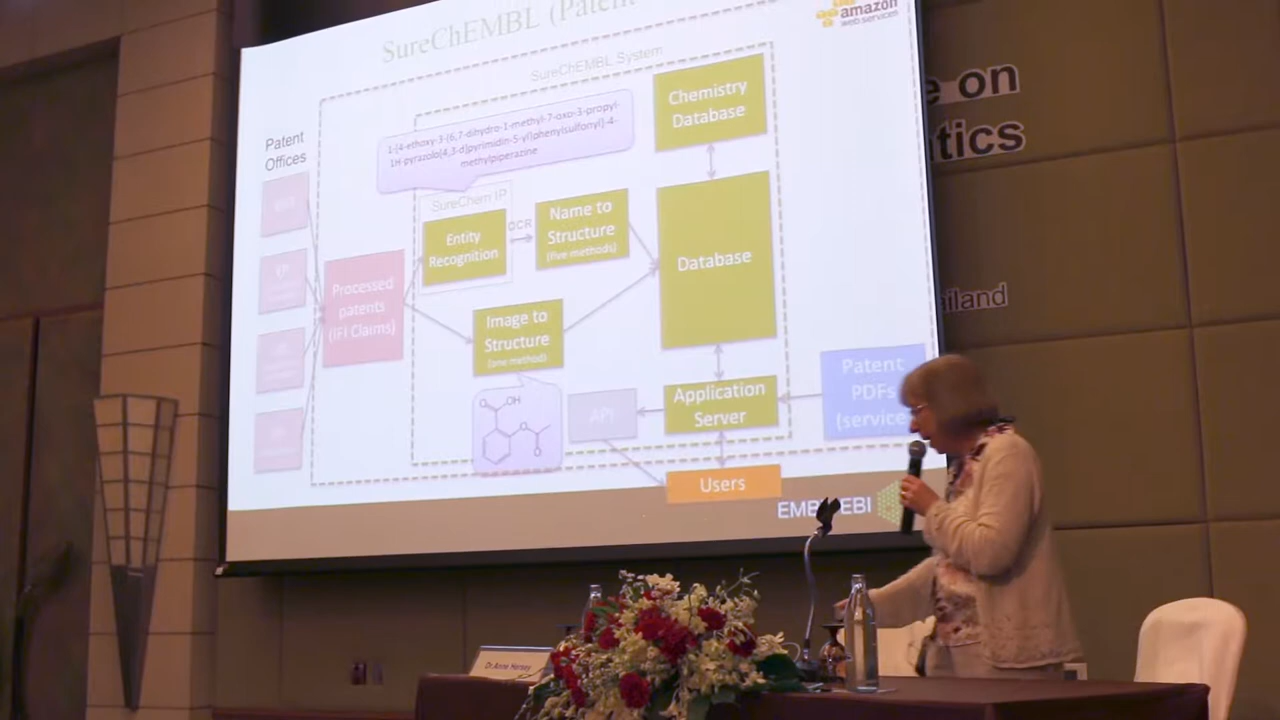 SureChEMBL (Patent
amazon
web services
SureChEMBL System
e on
tics
ailand
Patent
Offices
1-[4-ethoxy-3-(6,7-dihydro-1-methyl-7-oxo-3-propyl-
1H-pyrazolo[4,3-d]pyrimidin-5-yl)phenylsulfonyl]-4-
methylpiperazine
Chemistry
Database
SureChem IP
Entity
Recognition
OCR
Name to
Structure
(five methods)
Database
Processed
patents
(IFI Claims)
Image to
Structure
(one method)
OH
O
O
O
API
Application
Server
Patent
PDFs
(service
Users
EMBL-EBI
Dr.Anne Hersey